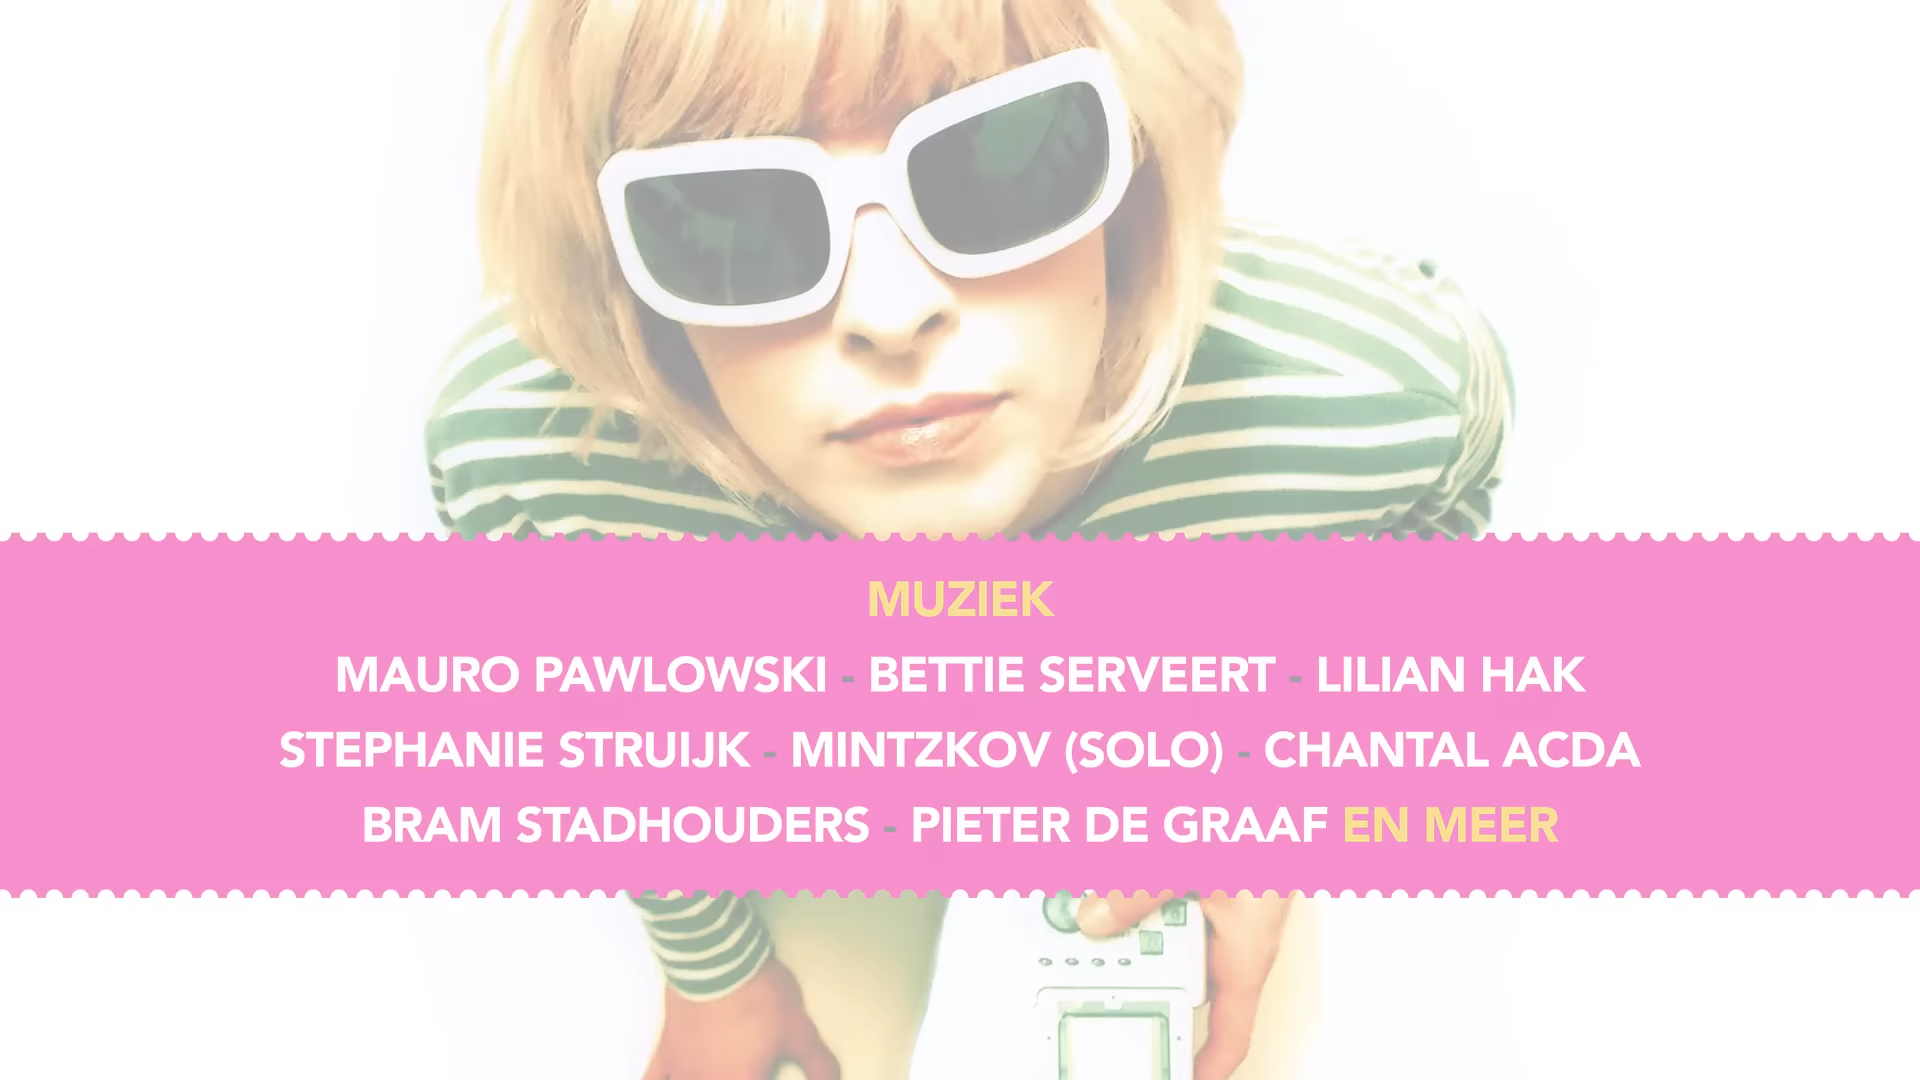 MUZIEK
MAURO PAWLOWSKI - BETTIE SERVEERT - LILIAN HAK
STEPHANIE STRUIJK - MINTZKOV (SOLO) - CHANTAL ACDA
BRAM STADHOUDERS - PIETER DE GRAAF EN MEER